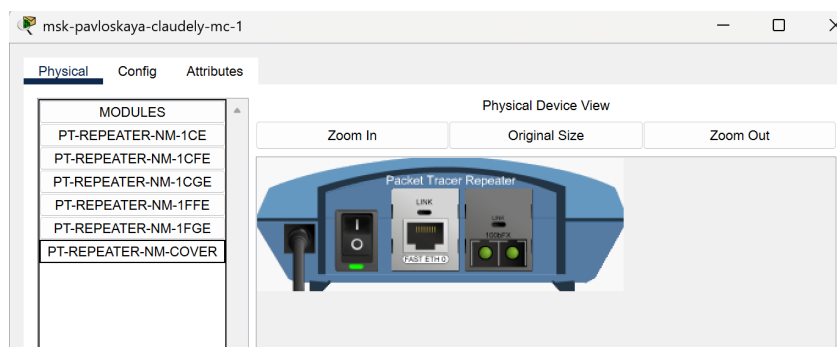 msk-pavloskaya-claudely-mc-1
Physical Config Attributes
MODULES
PT-REPEATER-NM-1CE
PT-REPEATER-NM-1CFE
PT-REPEATER-NM-1CGE
PT-REPEATER-NM-1FFE
PT-REPEATER-NM-1FGE
PT-REPEATER-NM-COVER
Physical Device View
Zoom In Original Size Zoom Out
Packet Tracer Repeater
LINK
FAST ETH 0
LINK
100bFX